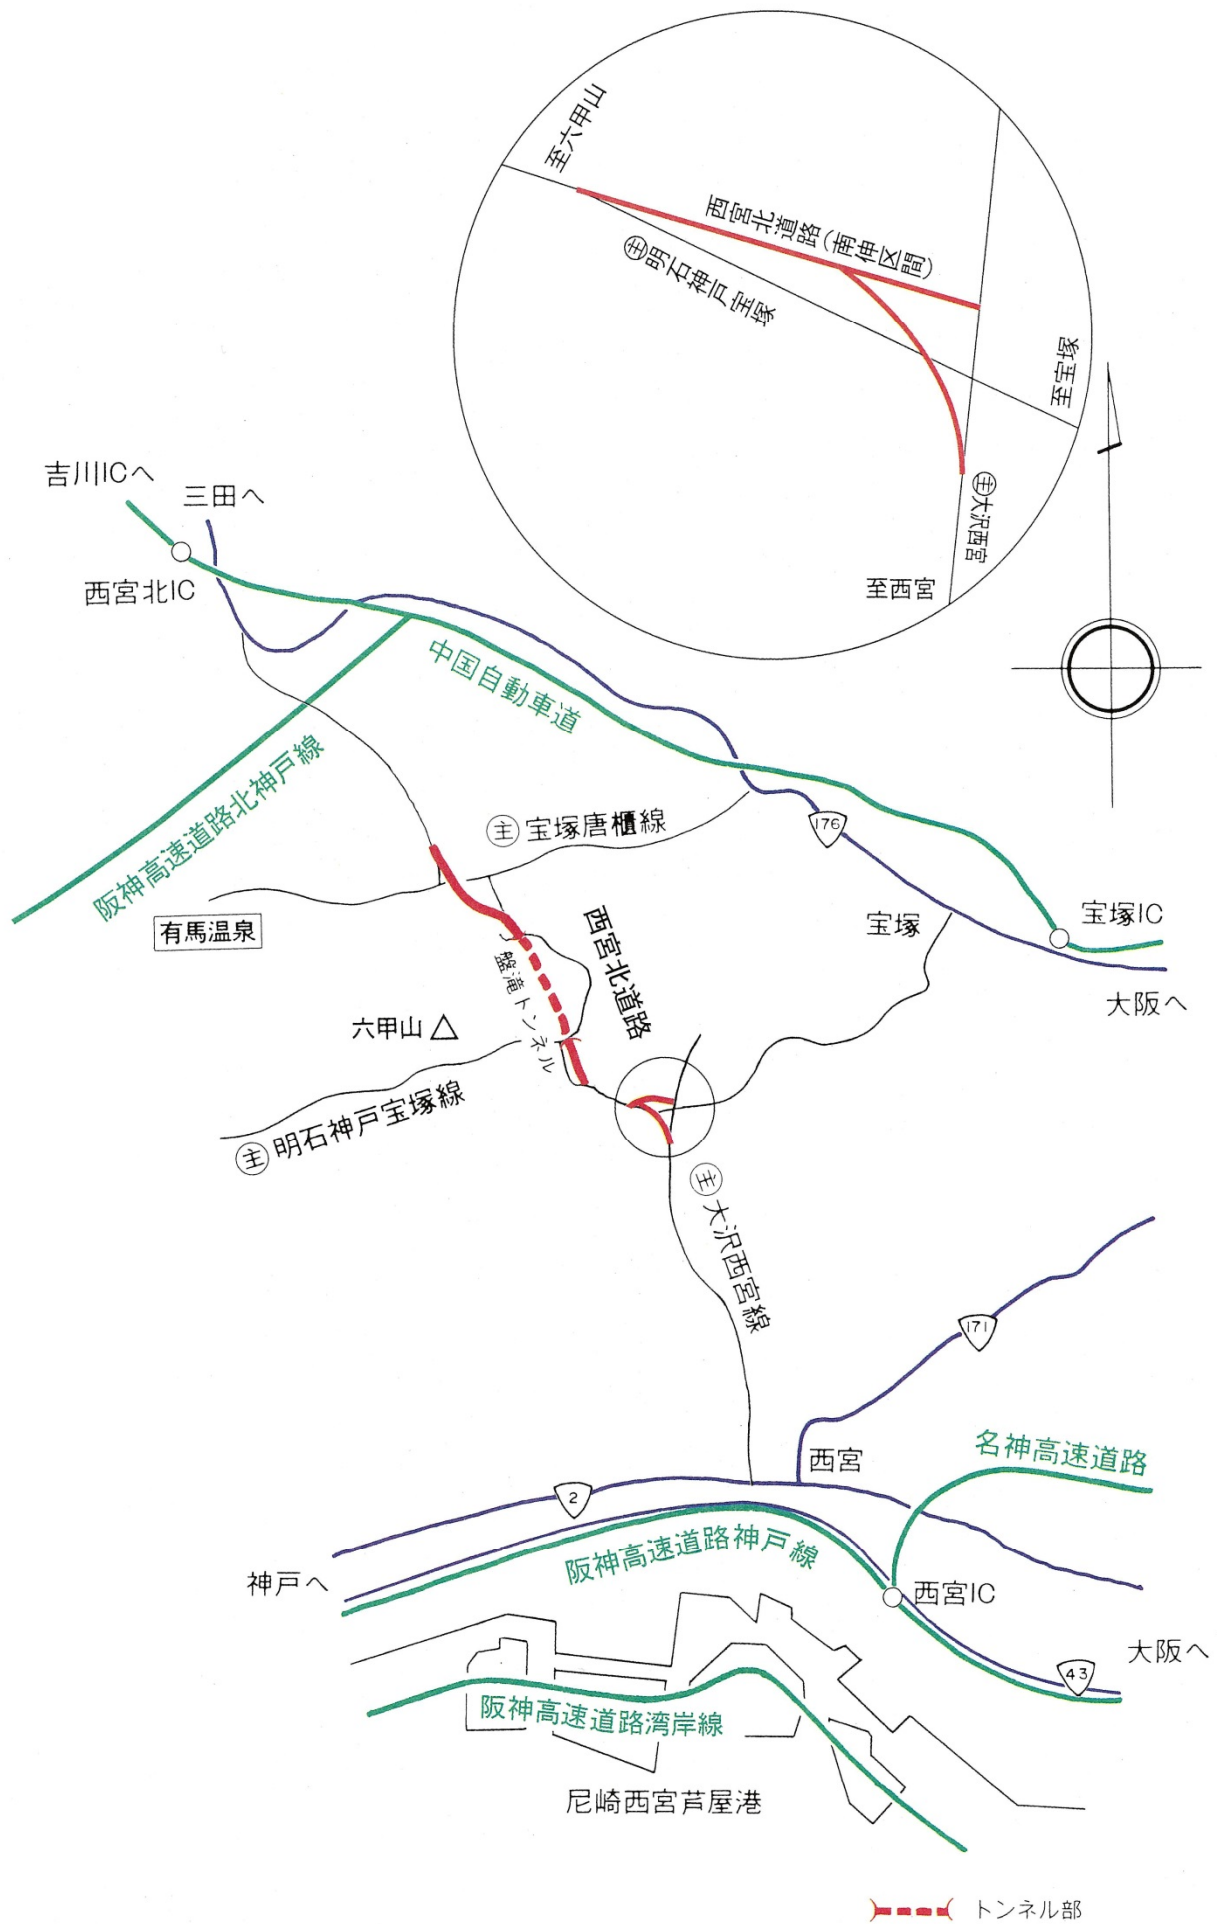 至六甲山
西宮北道路(南伸区間)
主明石神戸宝塚
至宝塚
主大沢西宮
至西宮
吉川ICへ
三田へ
西宮北IC
中国自動車道
阪神高速道路北神戸線
主 宝塚唐櫃線
176
有馬温泉
西宮北道路
宝塚
宝塚IC
大阪へ
盤滝トンネル
六甲山
主 明石神戸宝塚線
主 大沢西宮線
171
西宮
名神高速道路
2
阪神高速道路神戸線
神戸へ
西宮IC
大阪へ
43
阪神高速道路湾岸線
尼崎西宮芦屋港
トンネル部